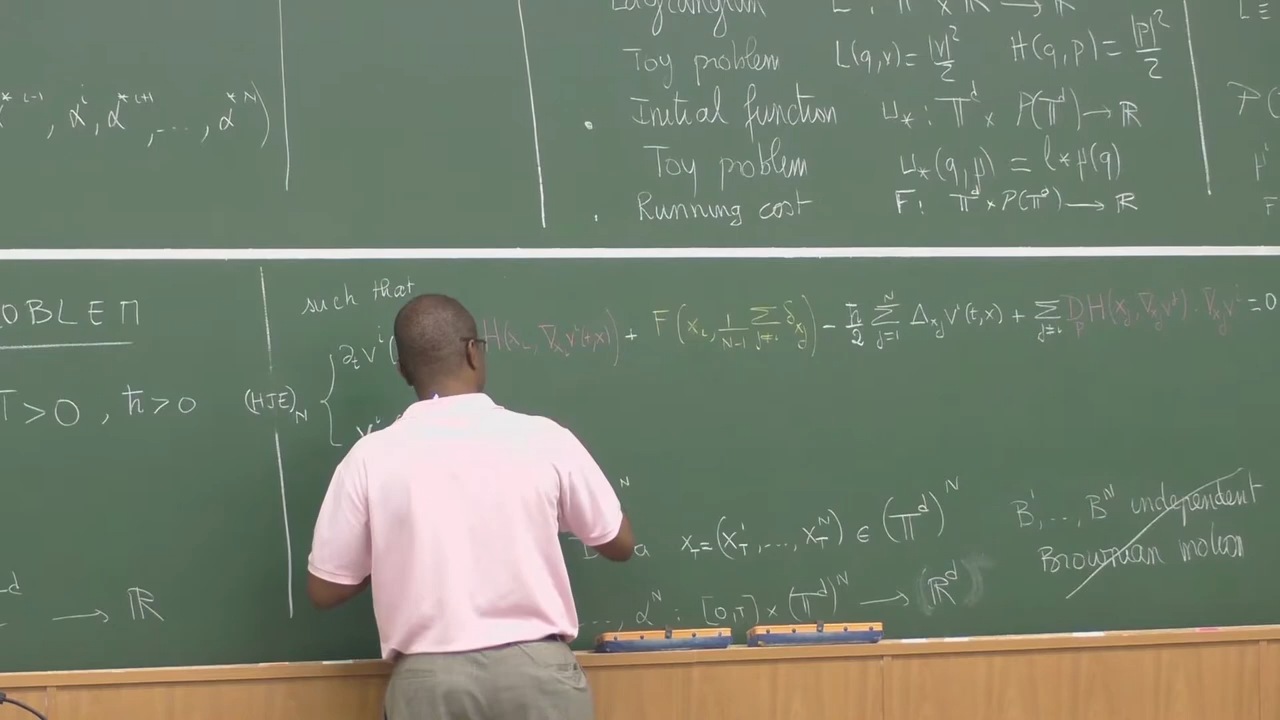 , α^i, α^{*i+1}, ..., α^{*N})
Lagrangian
Toy problem L(q,v) = |v|²/2 H(q,p) = |p|²/2
Initial function U_* : 𝕋^d × P(𝕋^d) → ℝ
Toy problem U_*(q,μ) = l*μ(q)
Running cost F : 𝕋^d × P(𝕋^d) → ℝ
OBLEM
T > 0 , ħ > 0
→ ℝ
such that
(HJE)_N { ∂_t v^i( H(x_i, ∇_{x_i} v^i(t,x)) + F(x_i, 1/(N-1) Σ_{j≠i} δ_{x_j}) - ħ/2 Σ_{j=1}^N Δ_{x_j} v^i(t,x) + Σ_{j≠i} D_p H(x_j, ∇_{x_j} v^j) · ∇_{x_j} v^i = 0
x_T = (x_T^1, ..., x_T^N) ∈ (𝕋^d)^N
..., α^N : [0,T] × (𝕋^d)^N → (ℝ^d)
B^1, ..., B^N independent
Brownian motion